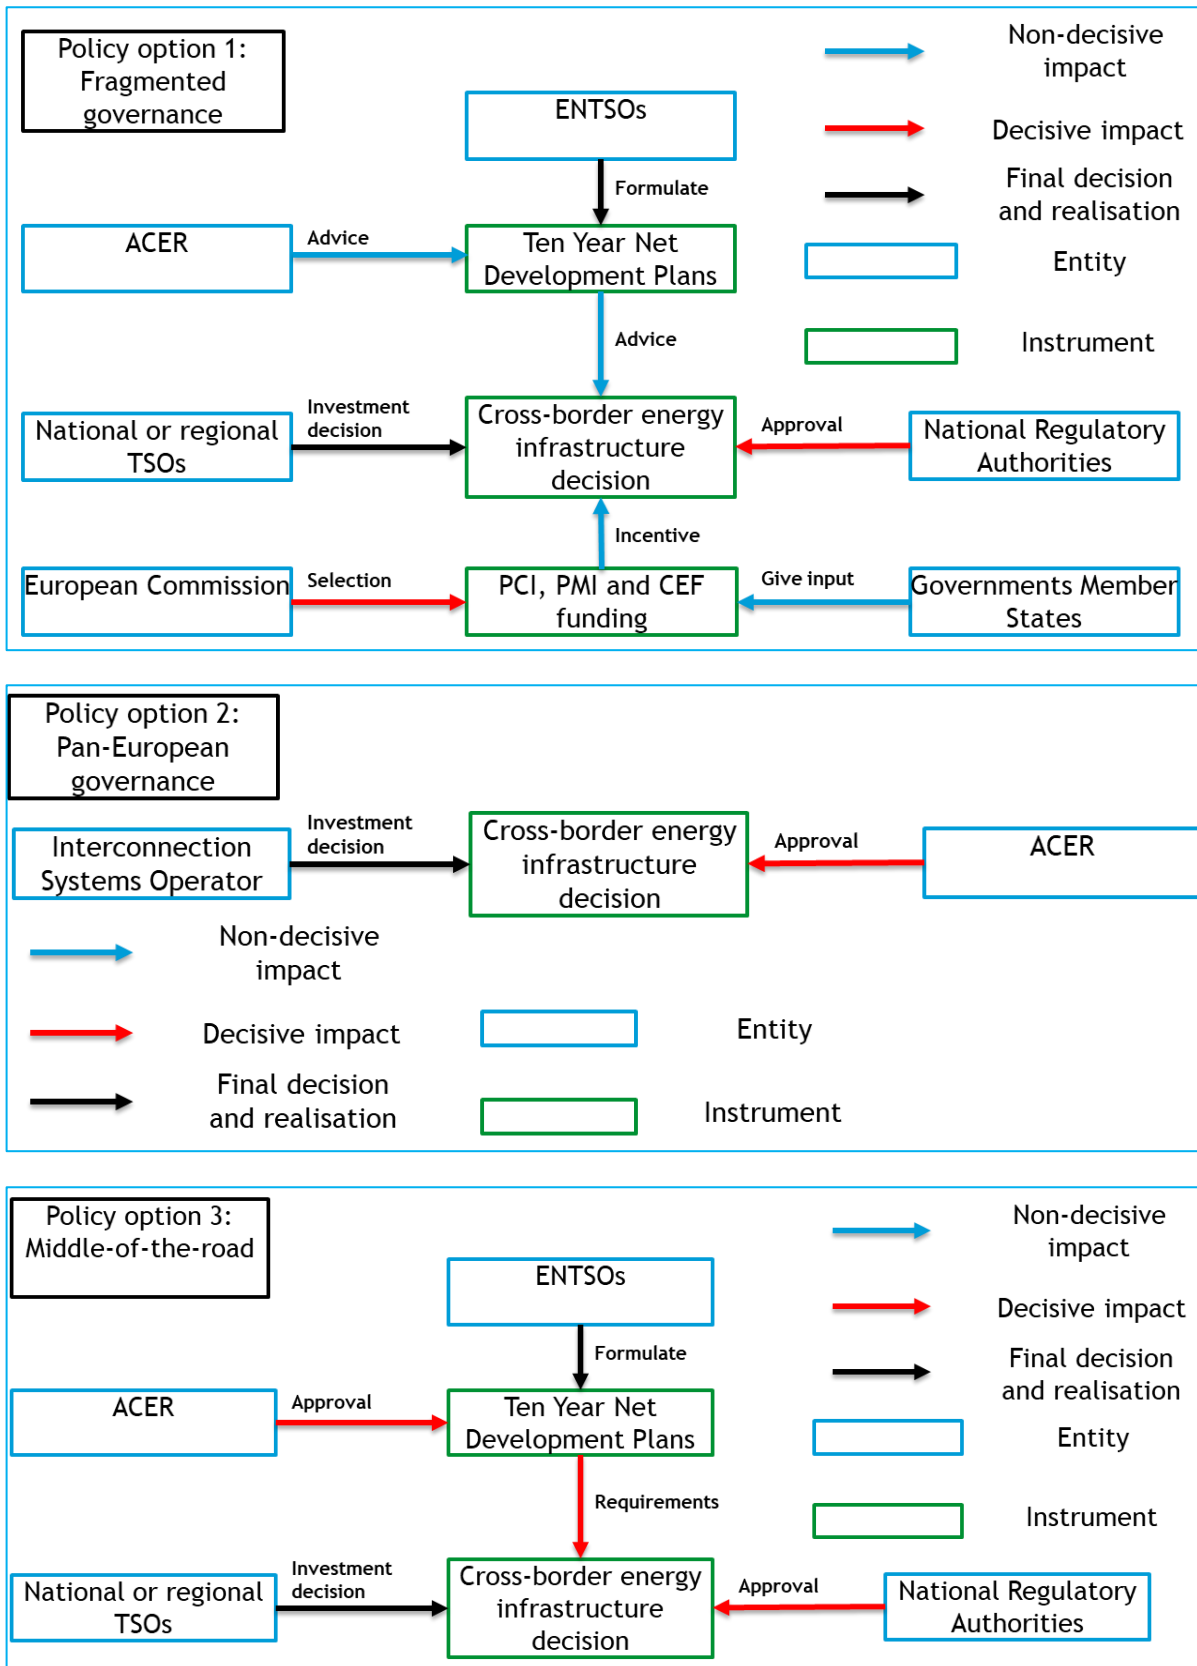 Policy option 1:
Fragmented
governance
Non-decisive
impact
ENTSOs
Decisive impact
Formulate
Final decision
and realisation
ACER
Advice
Ten Year Net
Development Plans
Entity
Advice
Instrument
National or regional
TSOs
Investment
decision
Cross-border energy
infrastructure
decision
Approval
National Regulatory
Authorities
Incentive
European Commission
Selection
PCI, PMI and CEF
funding
Give input
Governments Member
States
Policy option 2:
Pan-European
governance
Interconnection
Systems Operator
Investment
decision
Cross-border energy
infrastructure
decision
Approval
ACER
Non-decisive
impact
Decisive impact
Entity
Final decision
and realisation
Instrument
Policy option 3:
Middle-of-the-road
Non-decisive
impact
ENTSOs
Decisive impact
Formulate
Final decision
and realisation
ACER
Approval
Ten Year Net
Development Plans
Entity
Requirements
Instrument
National or regional
TSOs
Investment
decision
Cross-border energy
infrastructure
decision
Approval
National Regulatory
Authorities